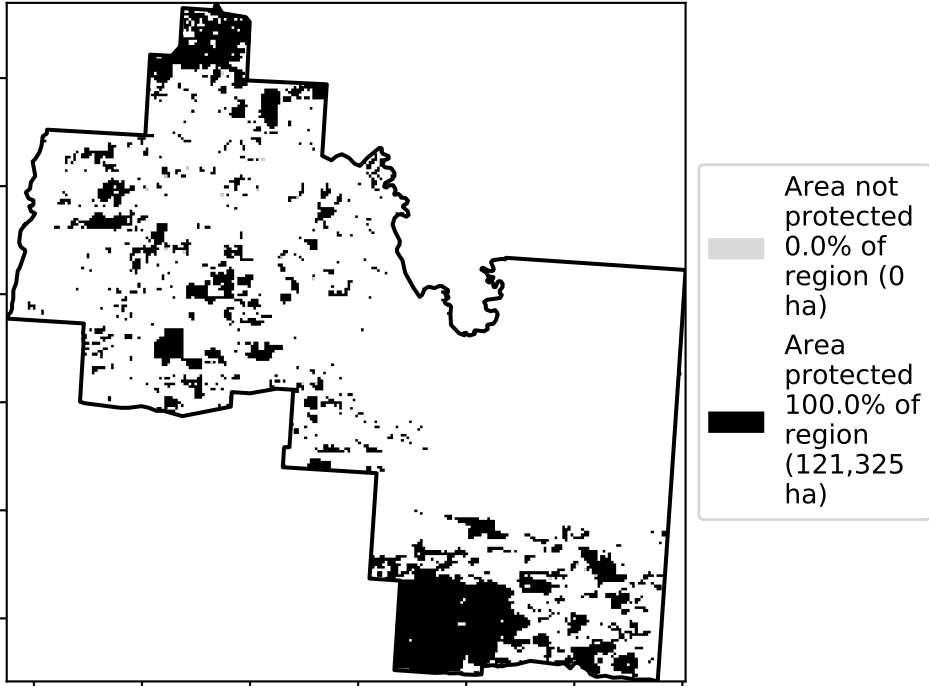 Area not
protected
0.0% of
region (0
ha)
Area
protected
100.0% of
region
(121,325
ha)